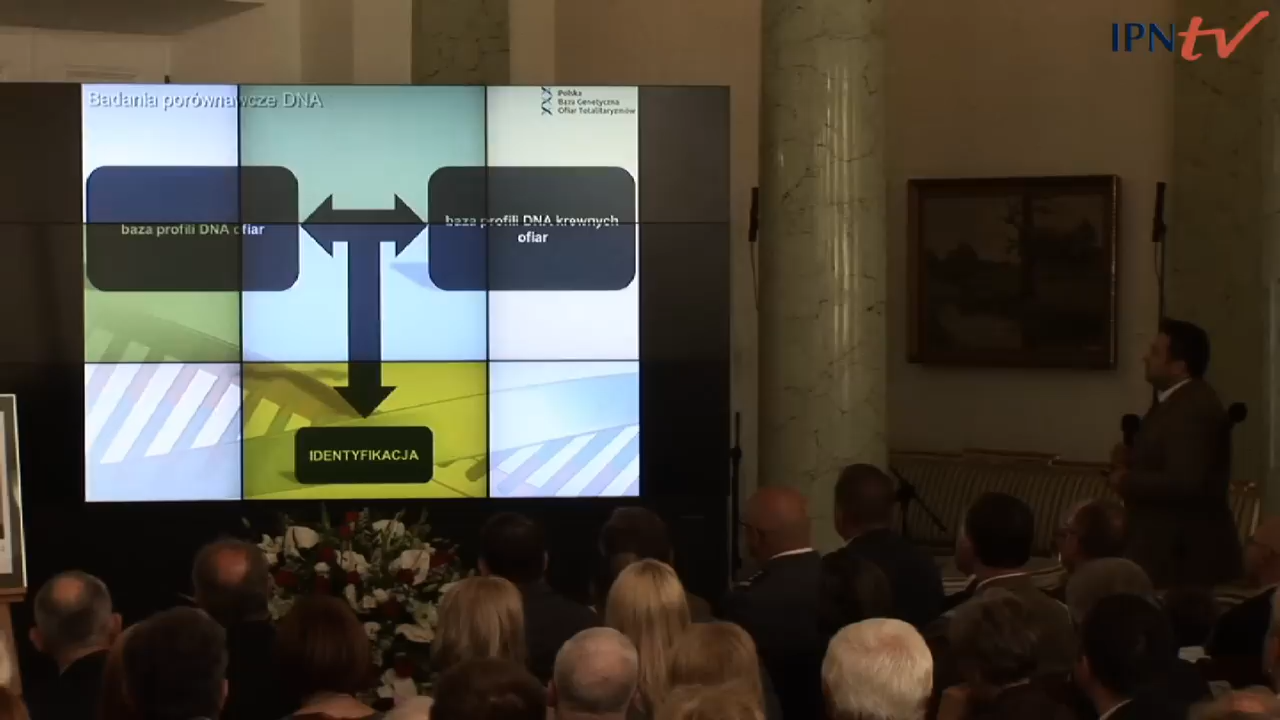 IPNtv
Badania porównawcze DNA
Polska
Baza Genetyczna
Ofiar Totalitaryzmów
baza profili DNA ofiar
baza profili DNA krewnych
ofiar
IDENTYFIKACJA